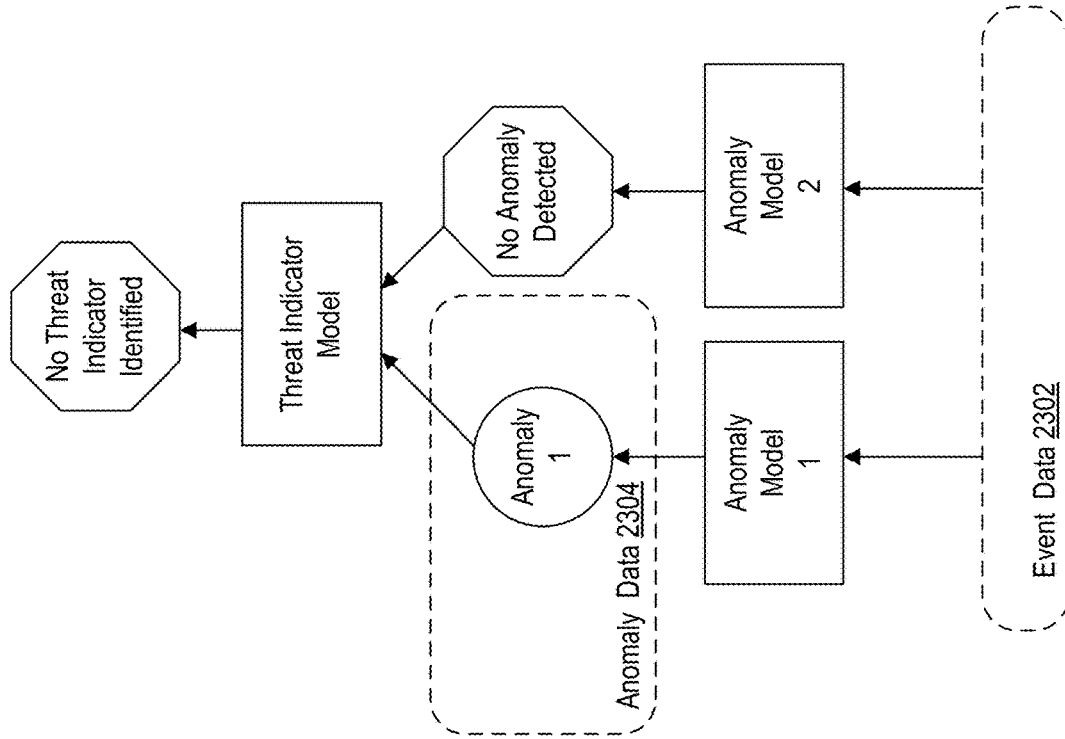 No Threat
Indicator
Identified
Threat Indicator
Model
Anomaly
1
No Anomaly
Detected
Anomaly Data 2304
Anomaly
Model
1
Anomaly
Model
2
Event Data 2302